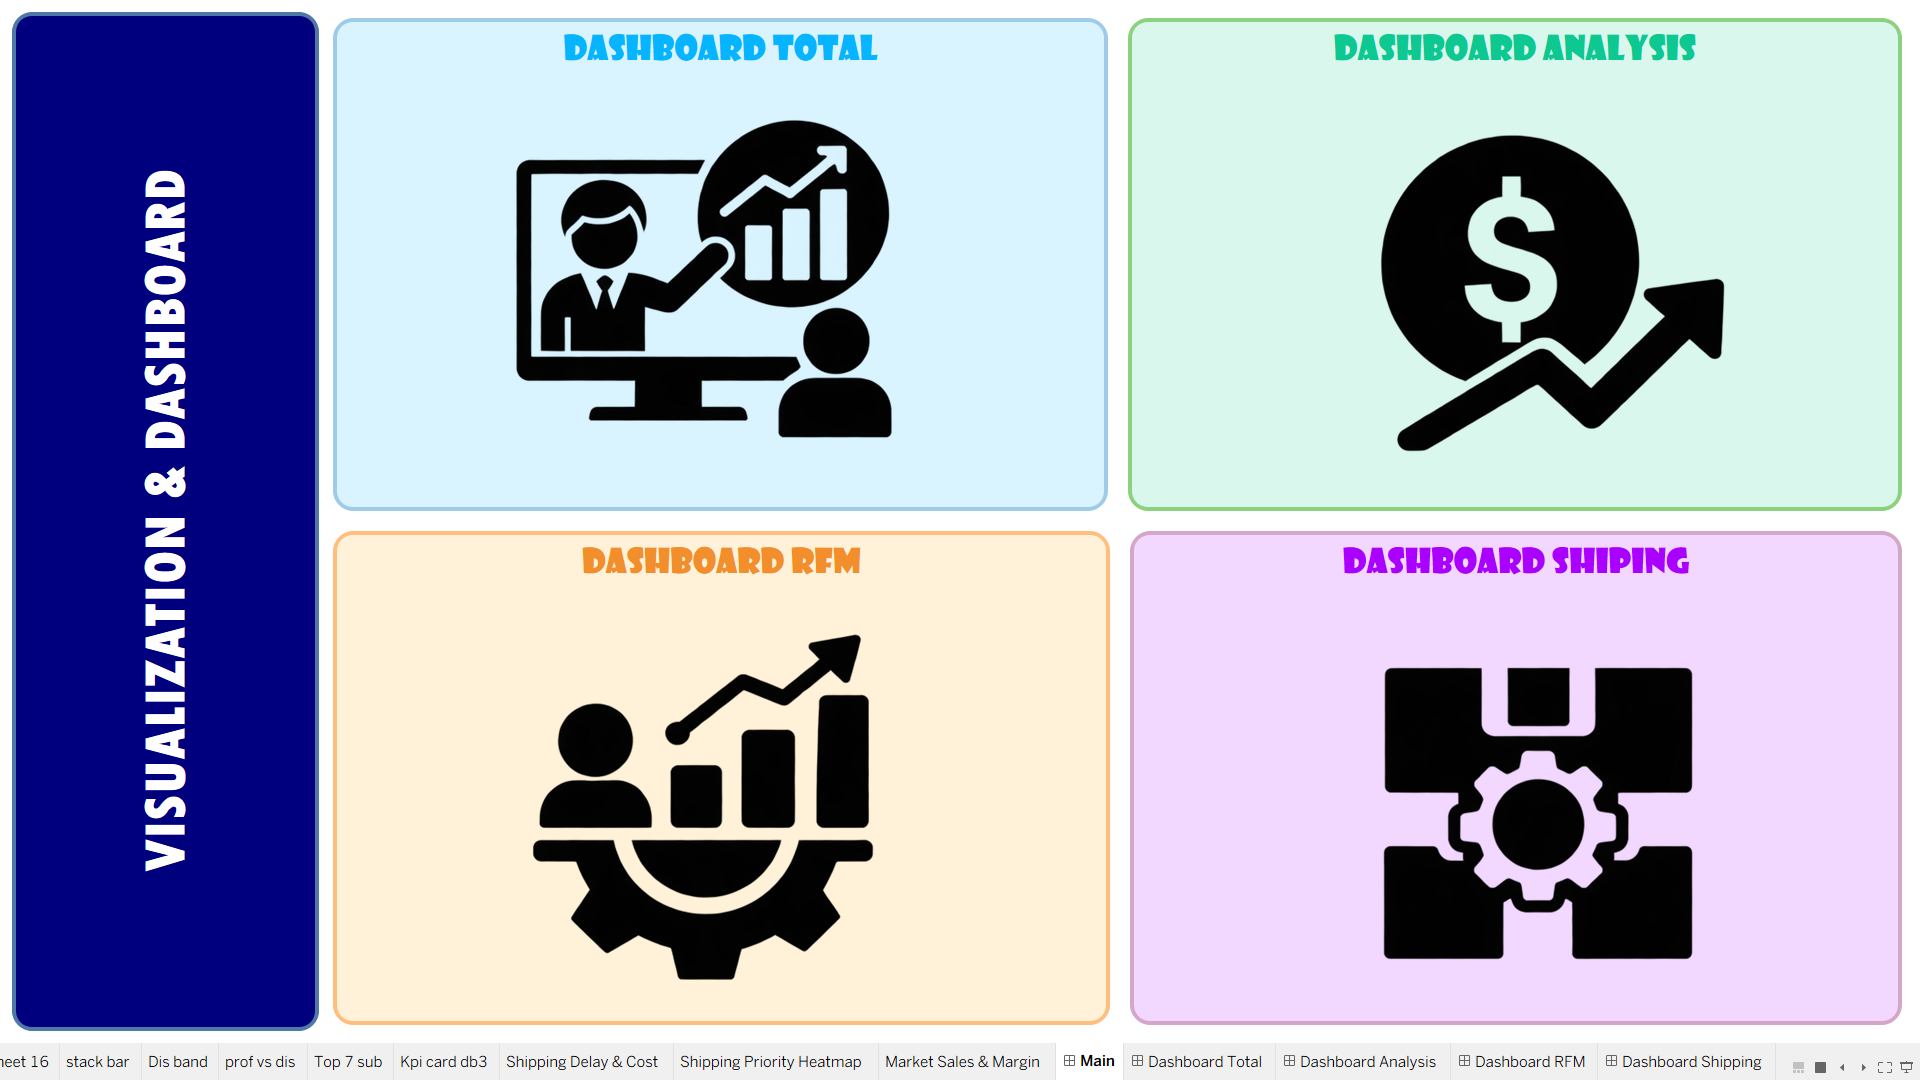 VISUALIZATION & DASHBOARD
DASHBOARD TOTAL
DASHBOARD ANALYSIS
$
DASHBOARD RFM
DASHBOARD SHIPING
heet 16
stack bar
Dis band
prof vs dis
Top 7 sub
Kpi card db3
Shipping Delay & Cost
Shipping Priority Heatmap
Market Sales & Margin
Main
Dashboard Total
Dashboard Analysis
Dashboard RFM
Dashboard Shipping